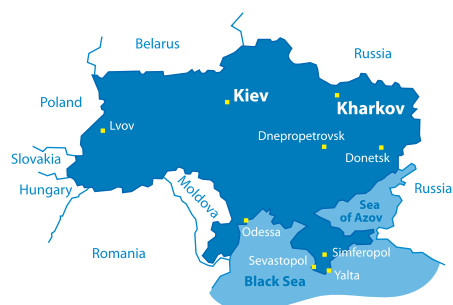 Belarus
Russia
Poland
Kiev
Kharkov
Lvov
Dnepropetrovsk
Donetsk
Slovakia
Hungary
Moldova
Russia
Sea
of Azov
Odessa
Romania
Sevastopol
Simferopol
Black Sea
Yalta